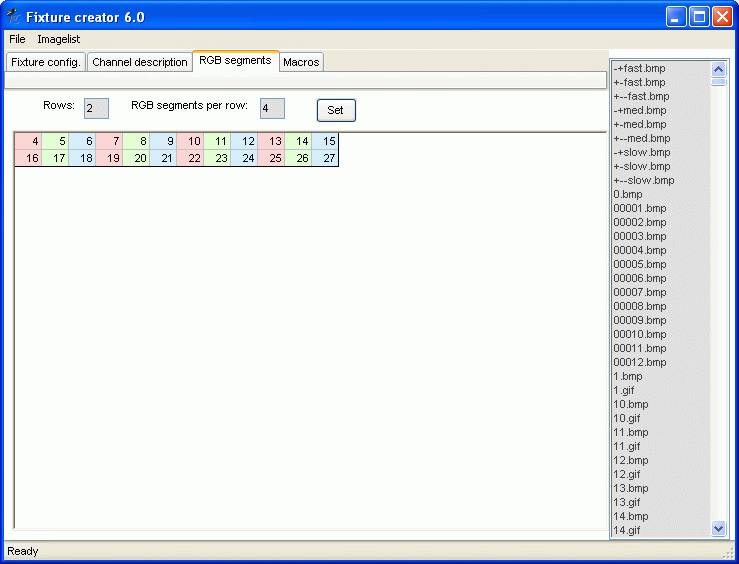 Fixture creator 6.0
File Imagelist
Fixture config. Channel description RGB segments Macros
Rows: 2 RGB segments per row: 4 Set
4 5 6 7 8 9 10 11 12 13 14 15
16 17 18 19 20 21 22 23 24 25 26 27
-+fast.bmp
+-fast.bmp
+--fast.bmp
-+med.bmp
+-med.bmp
+--med.bmp
-+slow.bmp
+-slow.bmp
+--slow.bmp
0.bmp
00001.bmp
00002.bmp
00003.bmp
00004.bmp
00005.bmp
00006.bmp
00007.bmp
00008.bmp
00009.bmp
00010.bmp
00011.bmp
00012.bmp
1.bmp
1.gif
10.bmp
10.gif
11.bmp
11.gif
12.bmp
12.gif
13.bmp
13.gif
14.bmp
14.gif
Ready